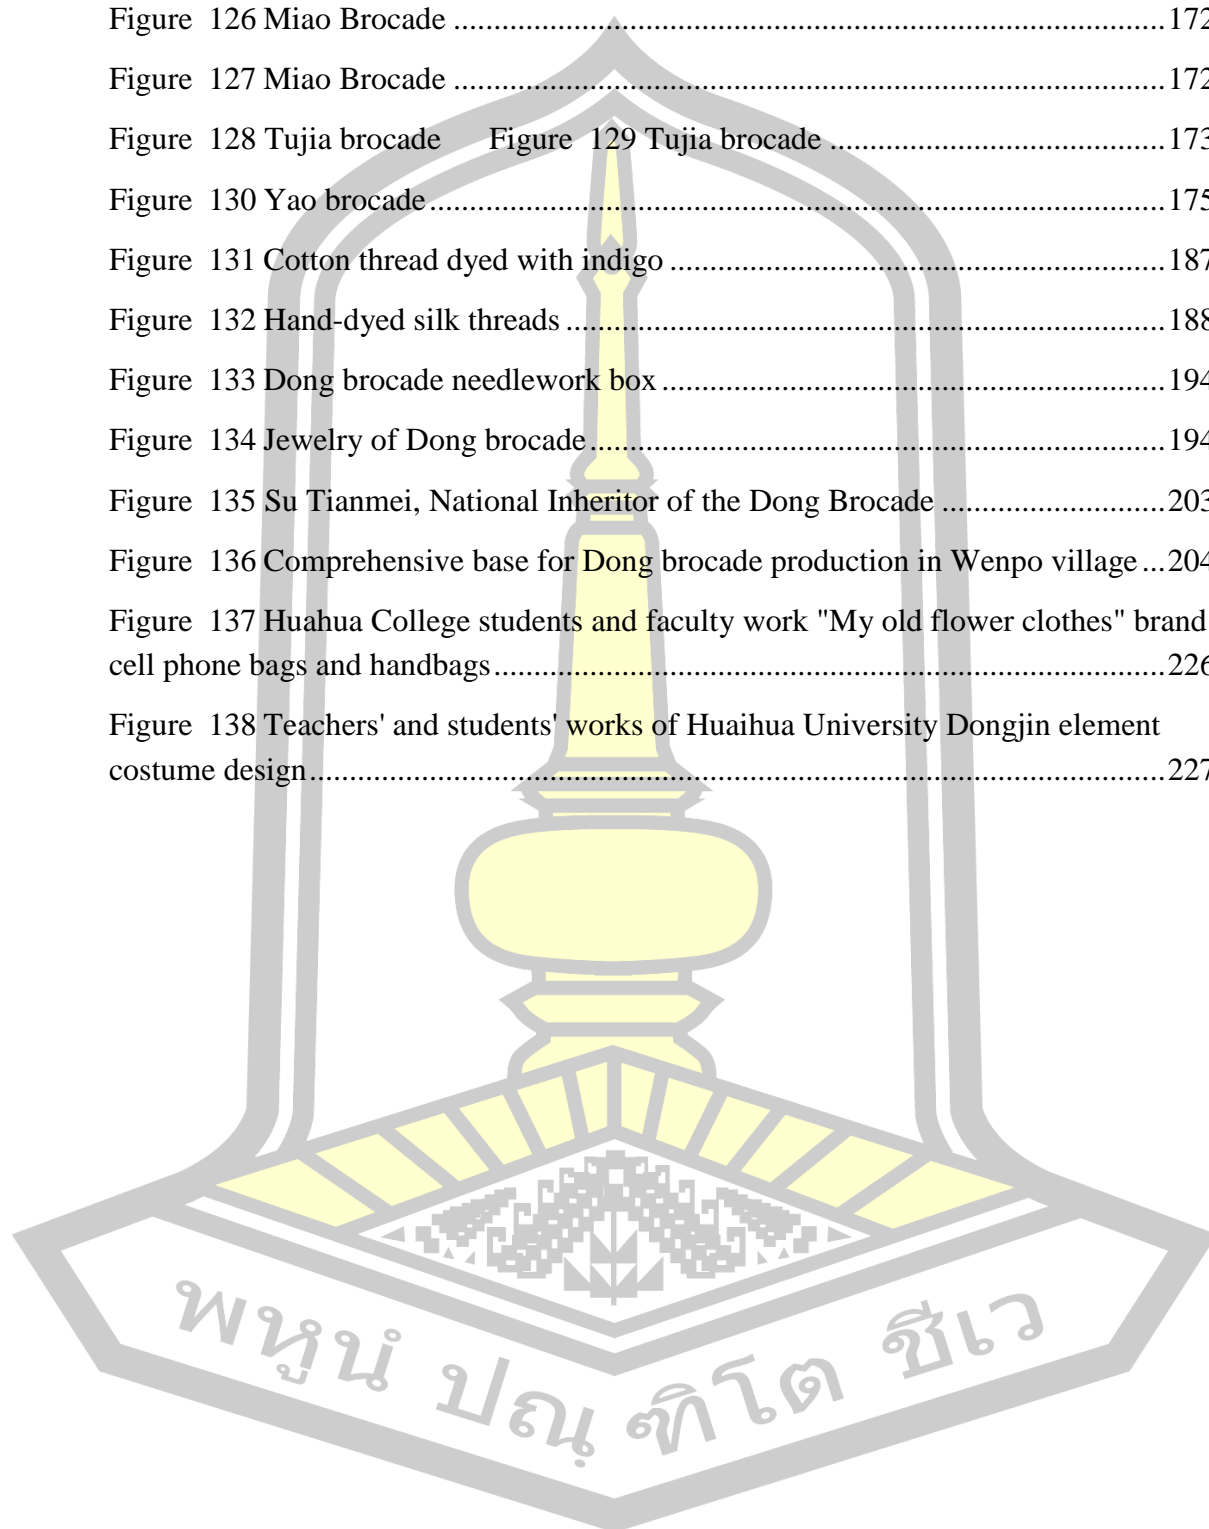 Figure 126 Miao Brocade ........................................................................................172
Figure 127 Miao Brocade ........................................................................................172
Figure 128 Tujia brocade Figure 129 Tujia brocade .........................................173
Figure 130 Yao brocade...........................................................................................175
Figure 131 Cotton thread dyed with indigo .............................................................187
Figure 132 Hand-dyed silk threads ..........................................................................188
Figure 133 Dong brocade needlework box ..............................................................194
Figure 134 Jewelry of Dong brocade.......................................................................194
Figure 135 Su Tianmei, National Inheritor of the Dong Brocade ...........................203
Figure 136 Comprehensive base for Dong brocade production in Wenpo village ...204
Figure 137 Huahua College students and faculty work "My old flower clothes" brand
cell phone bags and handbags..................................................................................226
Figure 138 Teachers' and students' works of Huaihua University Dongjin element
costume design.........................................................................................................227
พหูนํ ปณฺฑิโต ชีเว